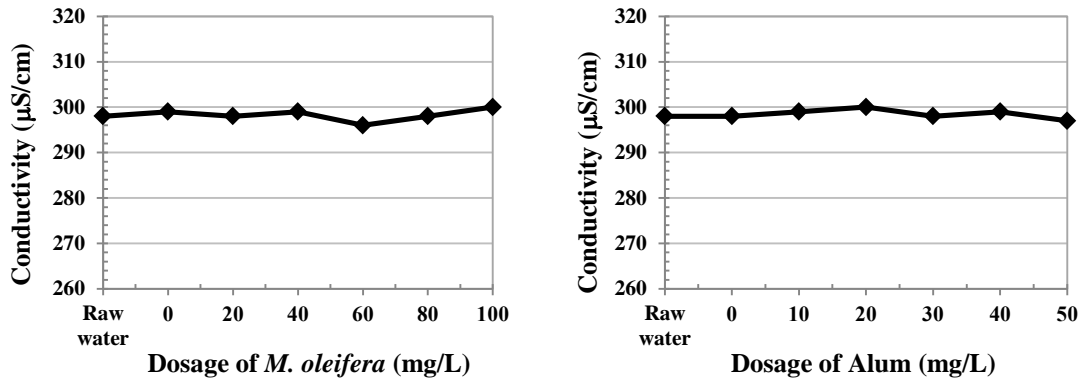 320
310
300
290
280
270
260
Conductivity (µS/cm)
Raw water 0 20 40 60 80 100
Dosage of M. oleifera (mg/L)
320
310
300
290
280
270
260
Conductivity (µS/cm)
Raw water 0 10 20 30 40 50
Dosage of Alum (mg/L)